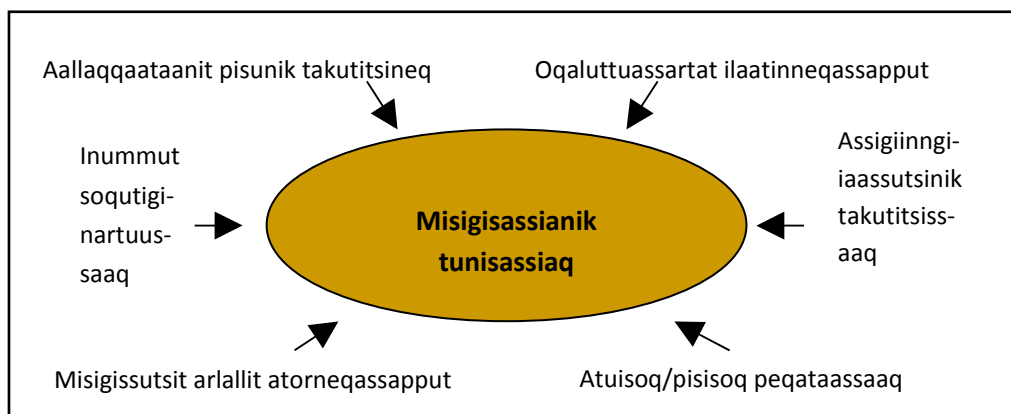 Aallaqqaataanit pisunik takutitsineq
Oqaluttuassartat ilaatinneqassapput
Inummut
soqutigi-
nartuus-
saaq
Misigisassianik
tunisassiaq
Assigiinngi-
iaassutsinik
takutitsiss-
aaq
Misigissutsit arlallit atorneqassapput
Atuisoq/pisisoq peqataassaaq